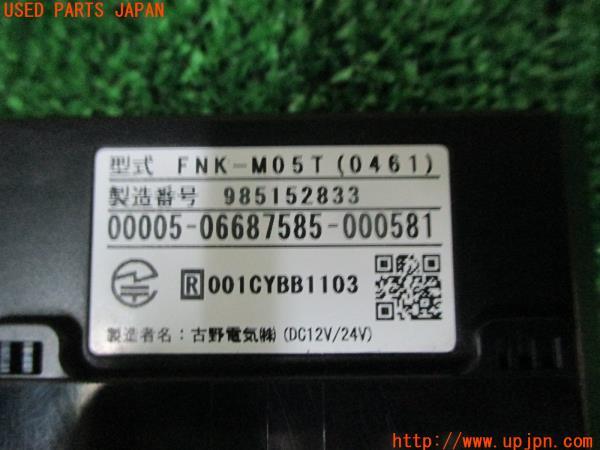 USED PARTS JAPAN
型式 FNK-M05T(0461)
製造番号 985152833
00005-06687585-000581
R 001CYBB1103
製造者名:古野電気㈱(DC12V/24V)
http://www.upjpn.com/